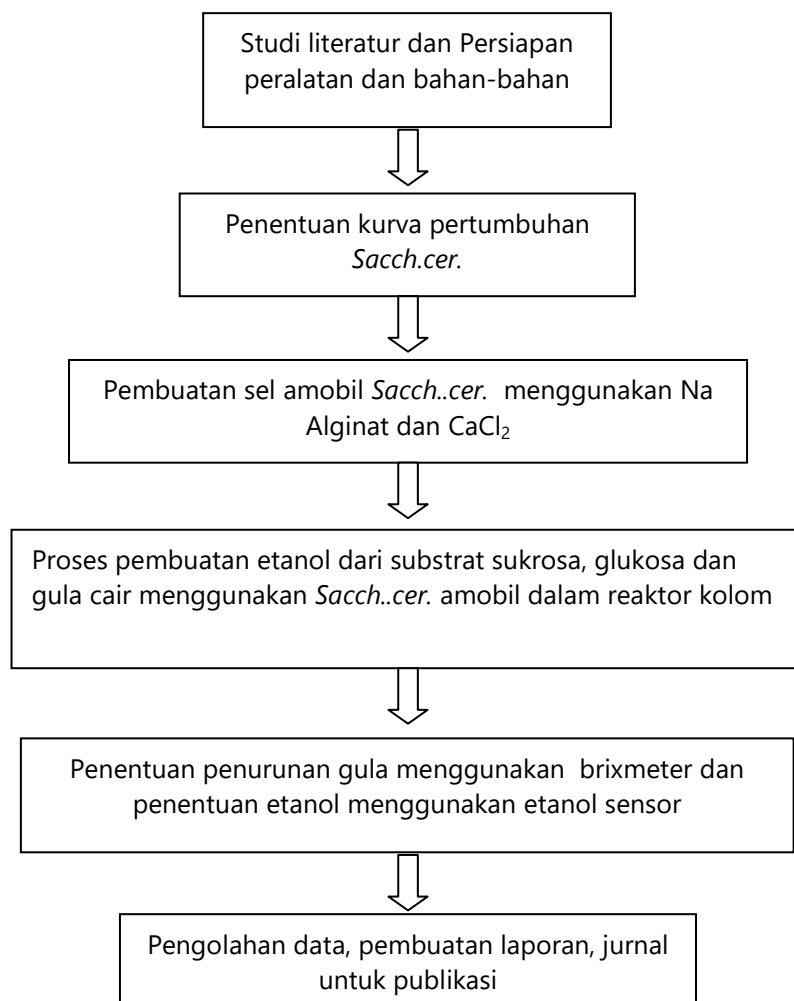 Studi literatur dan Persiapan
peralatan dan bahan-bahan
Penentuan kurva pertumbuhan
Sacch.cer.
Pembuatan sel amobil Sacch..cer. menggunakan Na
Alginat dan CaCl₂
Proses pembuatan etanol dari substrat sukrosa, glukosa dan
gula cair menggunakan Sacch..cer. amobil dalam reaktor kolom
Penentuan penurunan gula menggunakan brixmeter dan
penentuan etanol menggunakan etanol sensor
Pengolahan data, pembuatan laporan, jurnal
untuk publikasi